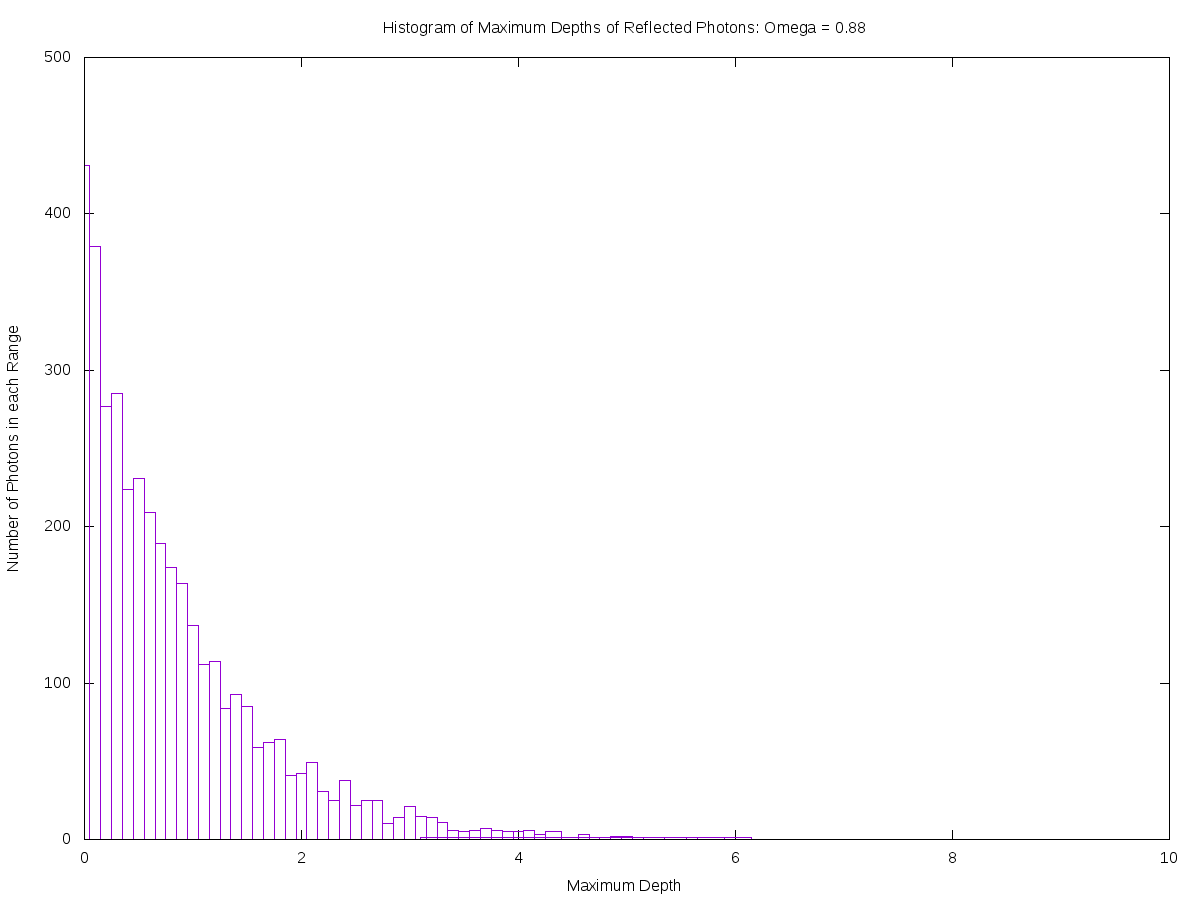 Histogram of Maximum Depths of Reflected Photons: Omega = 0.88
500
400
300
200
100
0
Number of Photons in each Range
0 2 4 6 8 10
Maximum Depth